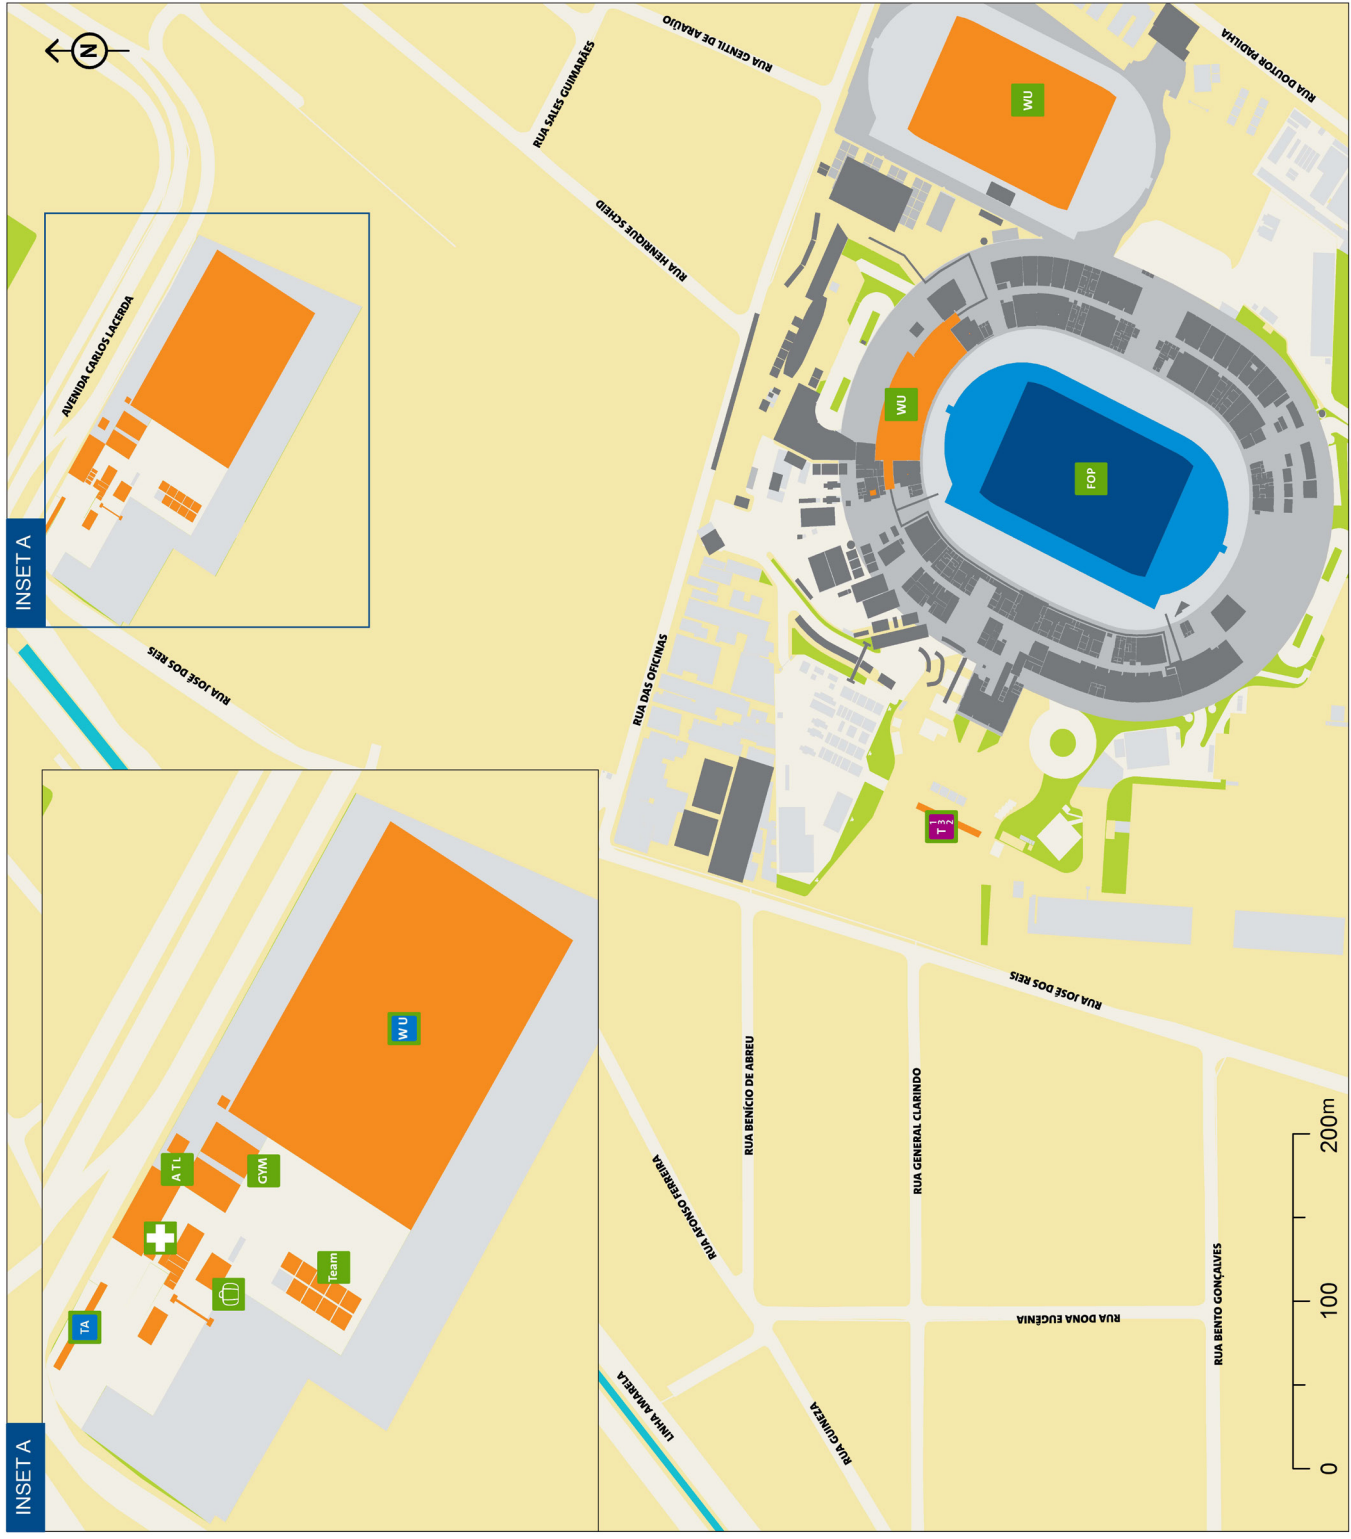 N
RUA SALES GUIMARÃES
RUA GENTIL DE ARAÚJO
RUA DOUTOR PADILHA
WU
AVENIDA CARLOS LACERDA
RUA HENRIQUE SCHEID
INSET A
WU
FOP
RUA JOSÉ DOS REIS
RUA DAS OFICINAS
T 1 3 2
WU
RUA JOSÉ DOS REIS
ATL
GYM
Team
TA
INSET A
RUA BENÍCIO DE ABREU
RUA GENERAL CLARINDO
RUA AFONSO FERREIRA
RUA DONA EUGÊNIA
RUA BENTO GONÇALVES
LINHA AMARELA
RUA GUINEZA
0 100 200m